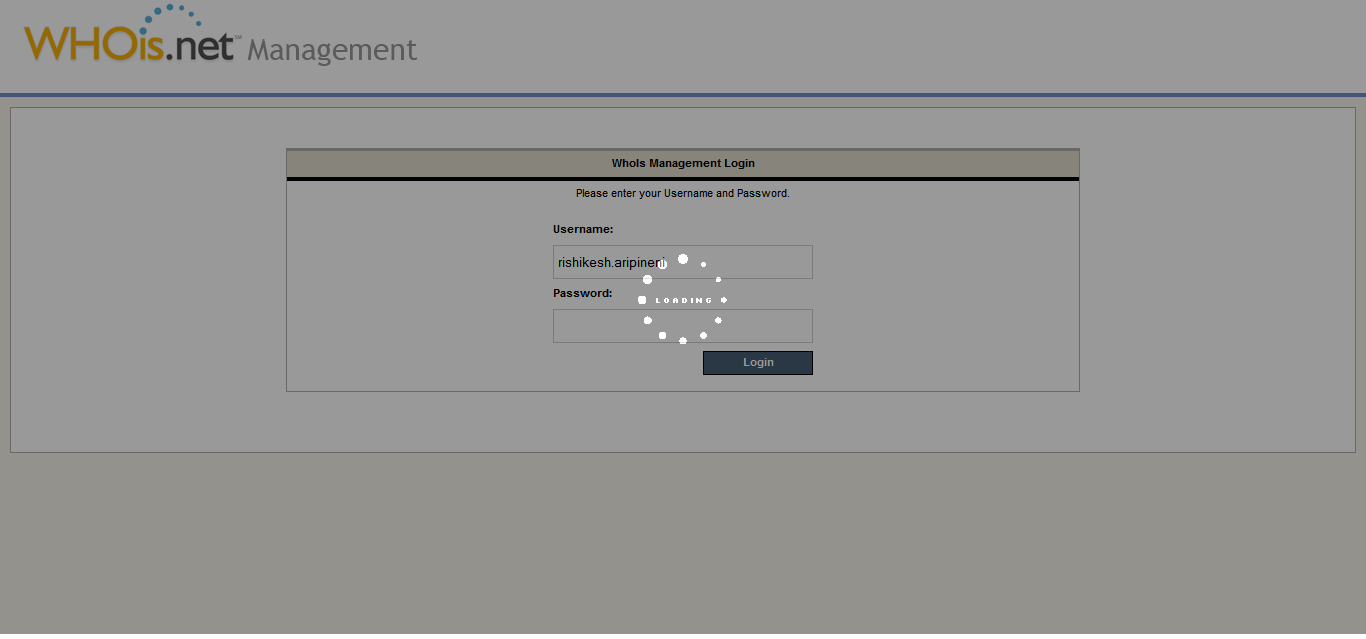 WHOis.net™ Management
WhoIs Management Login
Please enter your Username and Password.
Username:
rishikesh.aripineni
Password:
LOADING
Login